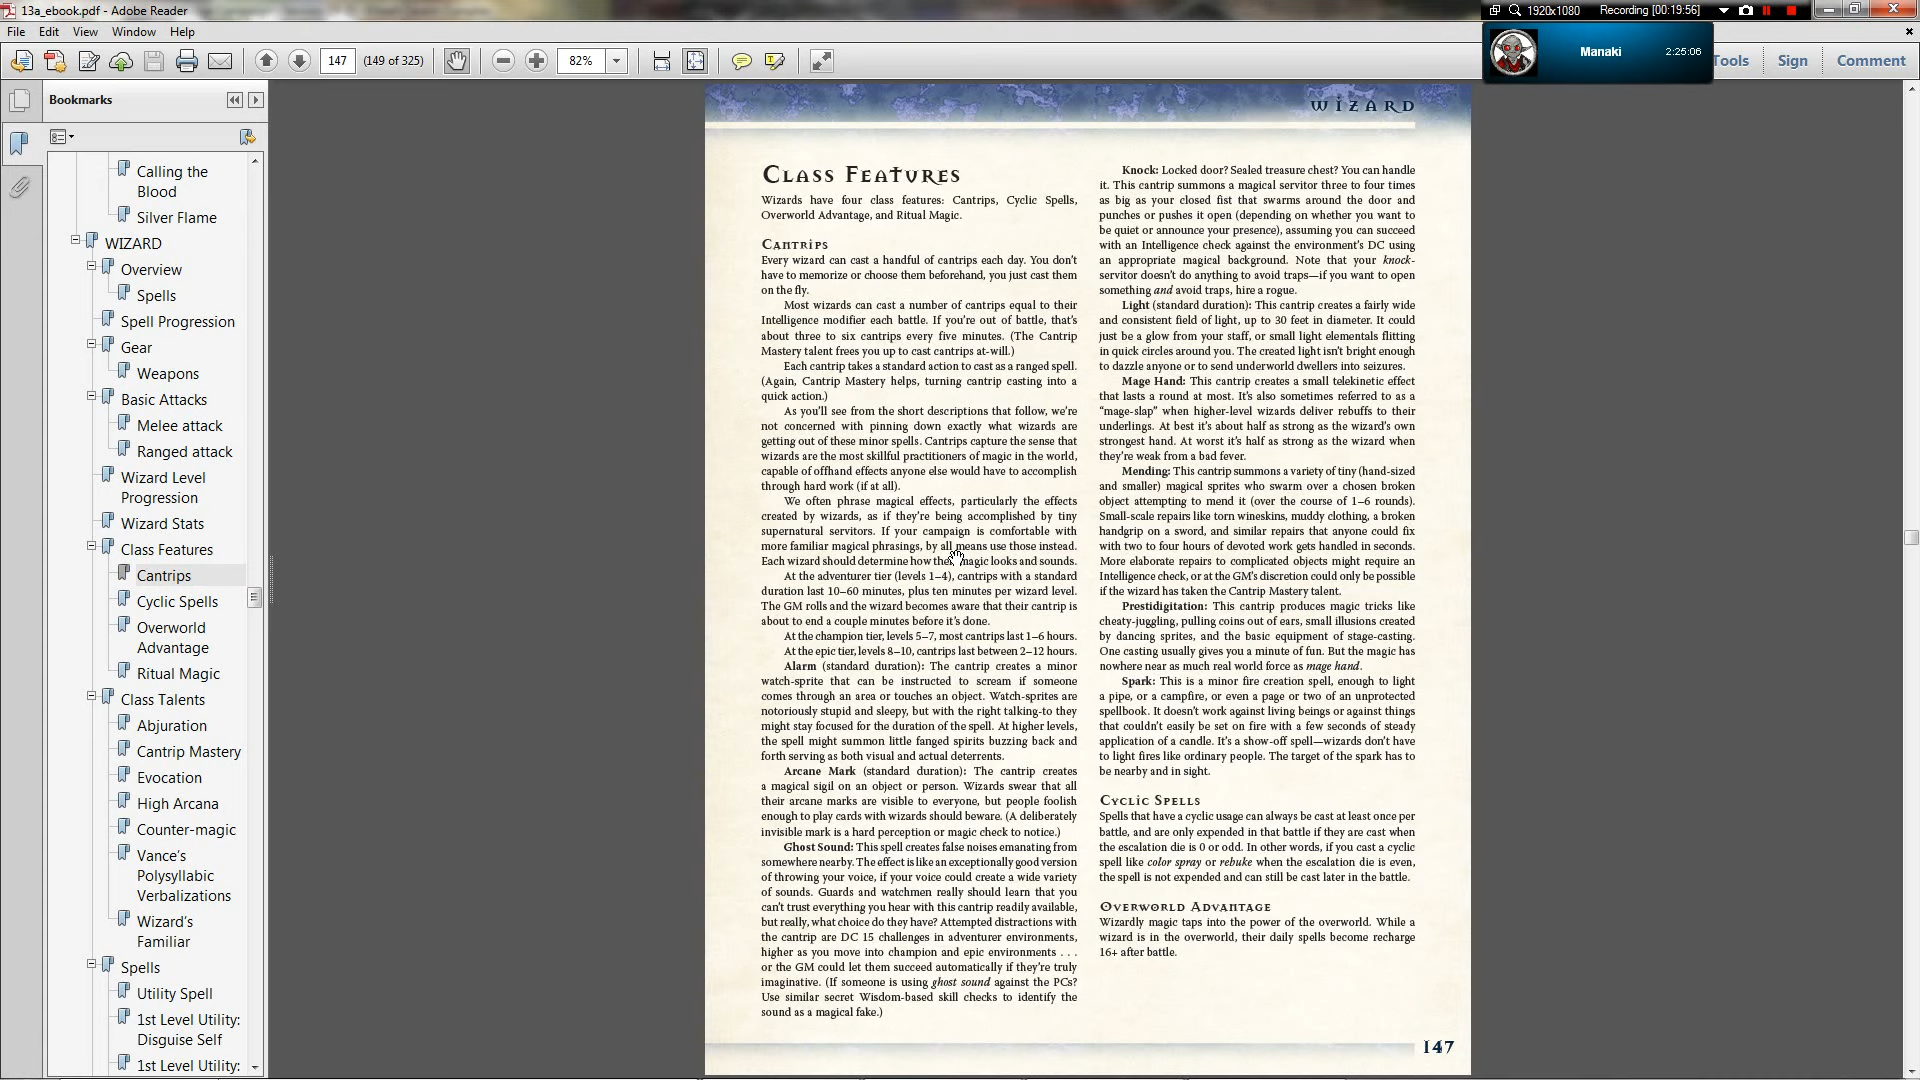 13a_ebook.pdf - Adobe Reader
1920x1080
Recording [00:19:56]
File Edit View Window Help
147 (149 of 325)
82%
Manaki
2:25:06
Tools Sign Comment
Bookmarks
Calling the
Blood
Silver Flame
WIZARD
Overview
Spells
Spell Progression
Gear
Weapons
Basic Attacks
Melee attack
Ranged attack
Wizard Level
Progression
Wizard Stats
Class Features
Cantrips
Cyclic Spells
Overworld
Advantage
Ritual Magic
Class Talents
Abjuration
Cantrip Mastery
Evocation
High Arcana
Counter-magic
Vance's
Polysyllabic
Verbalizations
Wizard's
Familiar
Spells
Utility Spell
1st Level Utility:
Disguise Self
1st Level Utility:
WIZARD
Class Features
Wizards have four class features: Cantrips, Cyclic Spells,
Overworld Advantage, and Ritual Magic.
Cantrips
Every wizard can cast a handful of cantrips each day. You don't
have to memorize or choose them beforehand, you just cast them
on the fly.
Most wizards can cast a number of cantrips equal to their
Intelligence modifier each battle. If you're out of battle, that's
about three to six cantrips every five minutes. (The Cantrip
Mastery talent frees you up to cast cantrips at-will.)
Each cantrip takes a standard action to cast as a ranged spell.
(Again, Cantrip Mastery helps, turning cantrip casting into a
quick action.)
As you'll see from the short descriptions that follow, we're
not concerned with pinning down exactly what wizards are
getting out of these minor spells. Cantrips capture the sense that
wizards are the most skillful practitioners of magic in the world,
capable of offhand effects anyone else would have to accomplish
through hard work (if at all).
We often phrase magical effects, particularly the effects
created by wizards, as if they're being accomplished by tiny
supernatural servitors. If your campaign is comfortable with
more familiar magical phrasings, by all means use those instead.
Each wizard should determine how their magic looks and sounds.
At the adventurer tier (levels 1–4), cantrips with a standard
duration last 10–60 minutes, plus ten minutes per wizard level.
The GM rolls and the wizard becomes aware that their cantrip is
about to end a couple minutes before it's done.
At the champion tier, levels 5–7, most cantrips last 1–6 hours.
At the epic tier, levels 8–10, cantrips last between 2–12 hours.
Alarm (standard duration): The cantrip creates a minor
watch-sprite that can be instructed to scream if someone
comes through an area or touches an object. Watch-sprites are
notoriously stupid and sleepy, but with the right talking-to they
might stay focused for the duration of the spell. At higher levels,
the spell might summon little fanged spirits buzzing back and
forth serving as both visual and actual deterrents.
Arcane Mark (standard duration): The cantrip creates
a magical sigil on an object or person. Wizards swear that all
their arcane marks are visible to everyone, but people foolish
enough to play cards with wizards should beware. (A deliberately
invisible mark is a hard perception or magic check to notice.)
Ghost Sound: This spell creates false noises emanating from
somewhere nearby. The effect is like an exceptionally good version
of throwing your voice, if your voice could create a wide variety
of sounds. Guards and watchmen really should learn that you
can't trust everything you hear with this cantrip readily available,
but really, what choice do they have? Attempted distractions with
the cantrip are DC 15 challenges in adventurer environments,
higher as you move into champion and epic environments . . .
or the GM could let them succeed automatically if they're truly
imaginative. (If someone is using ghost sound against the PCs?
Use similar secret Wisdom-based skill checks to identify the
sound as a magical fake.)
Knock: Locked door? Sealed treasure chest? You can handle
it. This cantrip summons a magical servitor three to four times
as big as your closed fist that swarms around the door and
punches or pushes it open (depending on whether you want to
be quiet or announce your presence), assuming you can succeed
with an Intelligence check against the environment's DC using
an appropriate magical background. Note that your knock-
servitor doesn't do anything to avoid traps—if you want to open
something and avoid traps, hire a rogue.
Light (standard duration): This cantrip creates a fairly wide
and consistent field of light, up to 30 feet in diameter. It could
just be a glow from your staff, or small light elementals flitting
in quick circles around you. The created light isn't bright enough
to dazzle anyone or to send underworld dwellers into seizures.
Mage Hand: This cantrip creates a small telekinetic effect
that lasts a round at most. It's also sometimes referred to as a
“mage-slap” when higher-level wizards deliver rebuffs to their
underlings. At best it's about half as strong as the wizard's own
strongest hand. At worst it's half as strong as the wizard when
they're weak from a bad fever.
Mending: This cantrip summons a variety of tiny (hand-sized
and smaller) magical sprites who swarm over a chosen broken
object attempting to mend it (over the course of 1–6 rounds).
Small-scale repairs like torn wineskins, muddy clothing, a broken
handgrip on a sword, and similar repairs that anyone could fix
with two to four hours of devoted work gets handled in seconds.
More elaborate repairs to complicated objects might require an
Intelligence check, or at the GM's discretion could only be possible
if the wizard has taken the Cantrip Mastery talent.
Prestidigitation: This cantrip produces magic tricks like
cheaty-juggling, pulling coins out of ears, small illusions created
by dancing sprites, and the basic equipment of stage-casting.
One casting usually gives you a minute of fun. But the magic has
nowhere near as much real world force as mage hand.
Spark: This is a minor fire creation spell, enough to light
a pipe, or a campfire, or even a page or two of an unprotected
spellbook. It doesn't work against living beings or against things
that couldn't easily be set on fire with a few seconds of steady
application of a candle. It's a show-off spell—wizards don't have
to light fires like ordinary people. The target of the spark has to
be nearby and in sight.
Cyclic Spells
Spells that have a cyclic usage can always be cast at least once per
battle, and are only expended in that battle if they are cast when
the escalation die is 0 or odd. In other words, if you cast a cyclic
spell like color spray or rebuke when the escalation die is even,
the spell is not expended and can still be cast later in the battle.
Overworld Advantage
Wizardly magic taps into the power of the overworld. While a
wizard is in the overworld, their daily spells become recharge
16+ after battle.
147